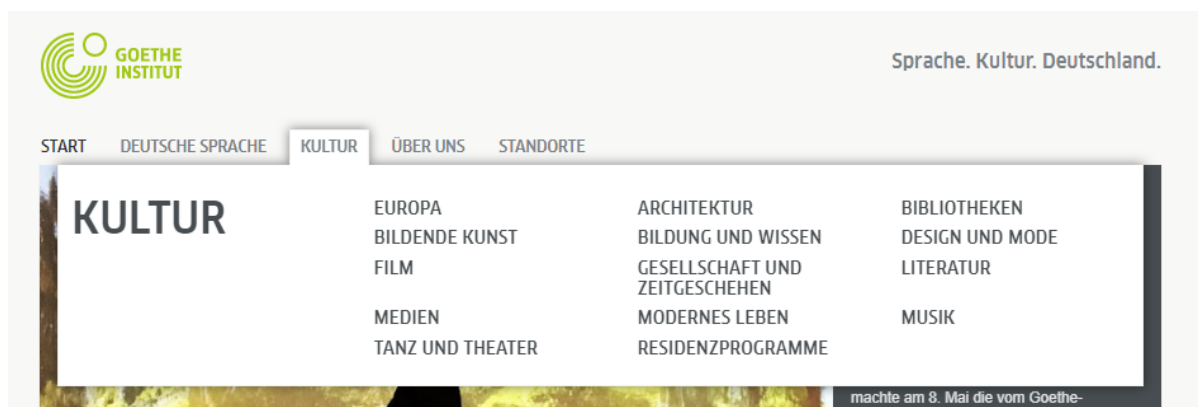 GOETHE
INSTITUT
Sprache. Kultur. Deutschland.
START DEUTSCHE SPRACHE KULTUR ÜBER UNS STANDORTE
KULTUR
EUROPA ARCHITEKTUR BIBLIOTHEKEN
BILDENDE KUNST BILDUNG UND WISSEN DESIGN UND MODE
FILM GESELLSCHAFT UND LITERATUR
ZEITGESCHEHEN
MEDIEN MODERNES LEBEN MUSIK
TANZ UND THEATER RESIDENZPROGRAMME
machte am 8. Mai die vom Goethe-